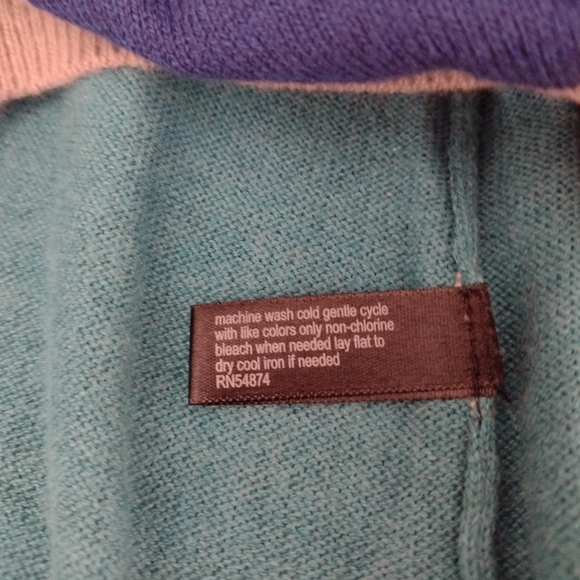 machine wash cold gentle cycle
with like colors only non-chlorine
bleach when needed lay flat to
dry cool iron if needed
RN54874